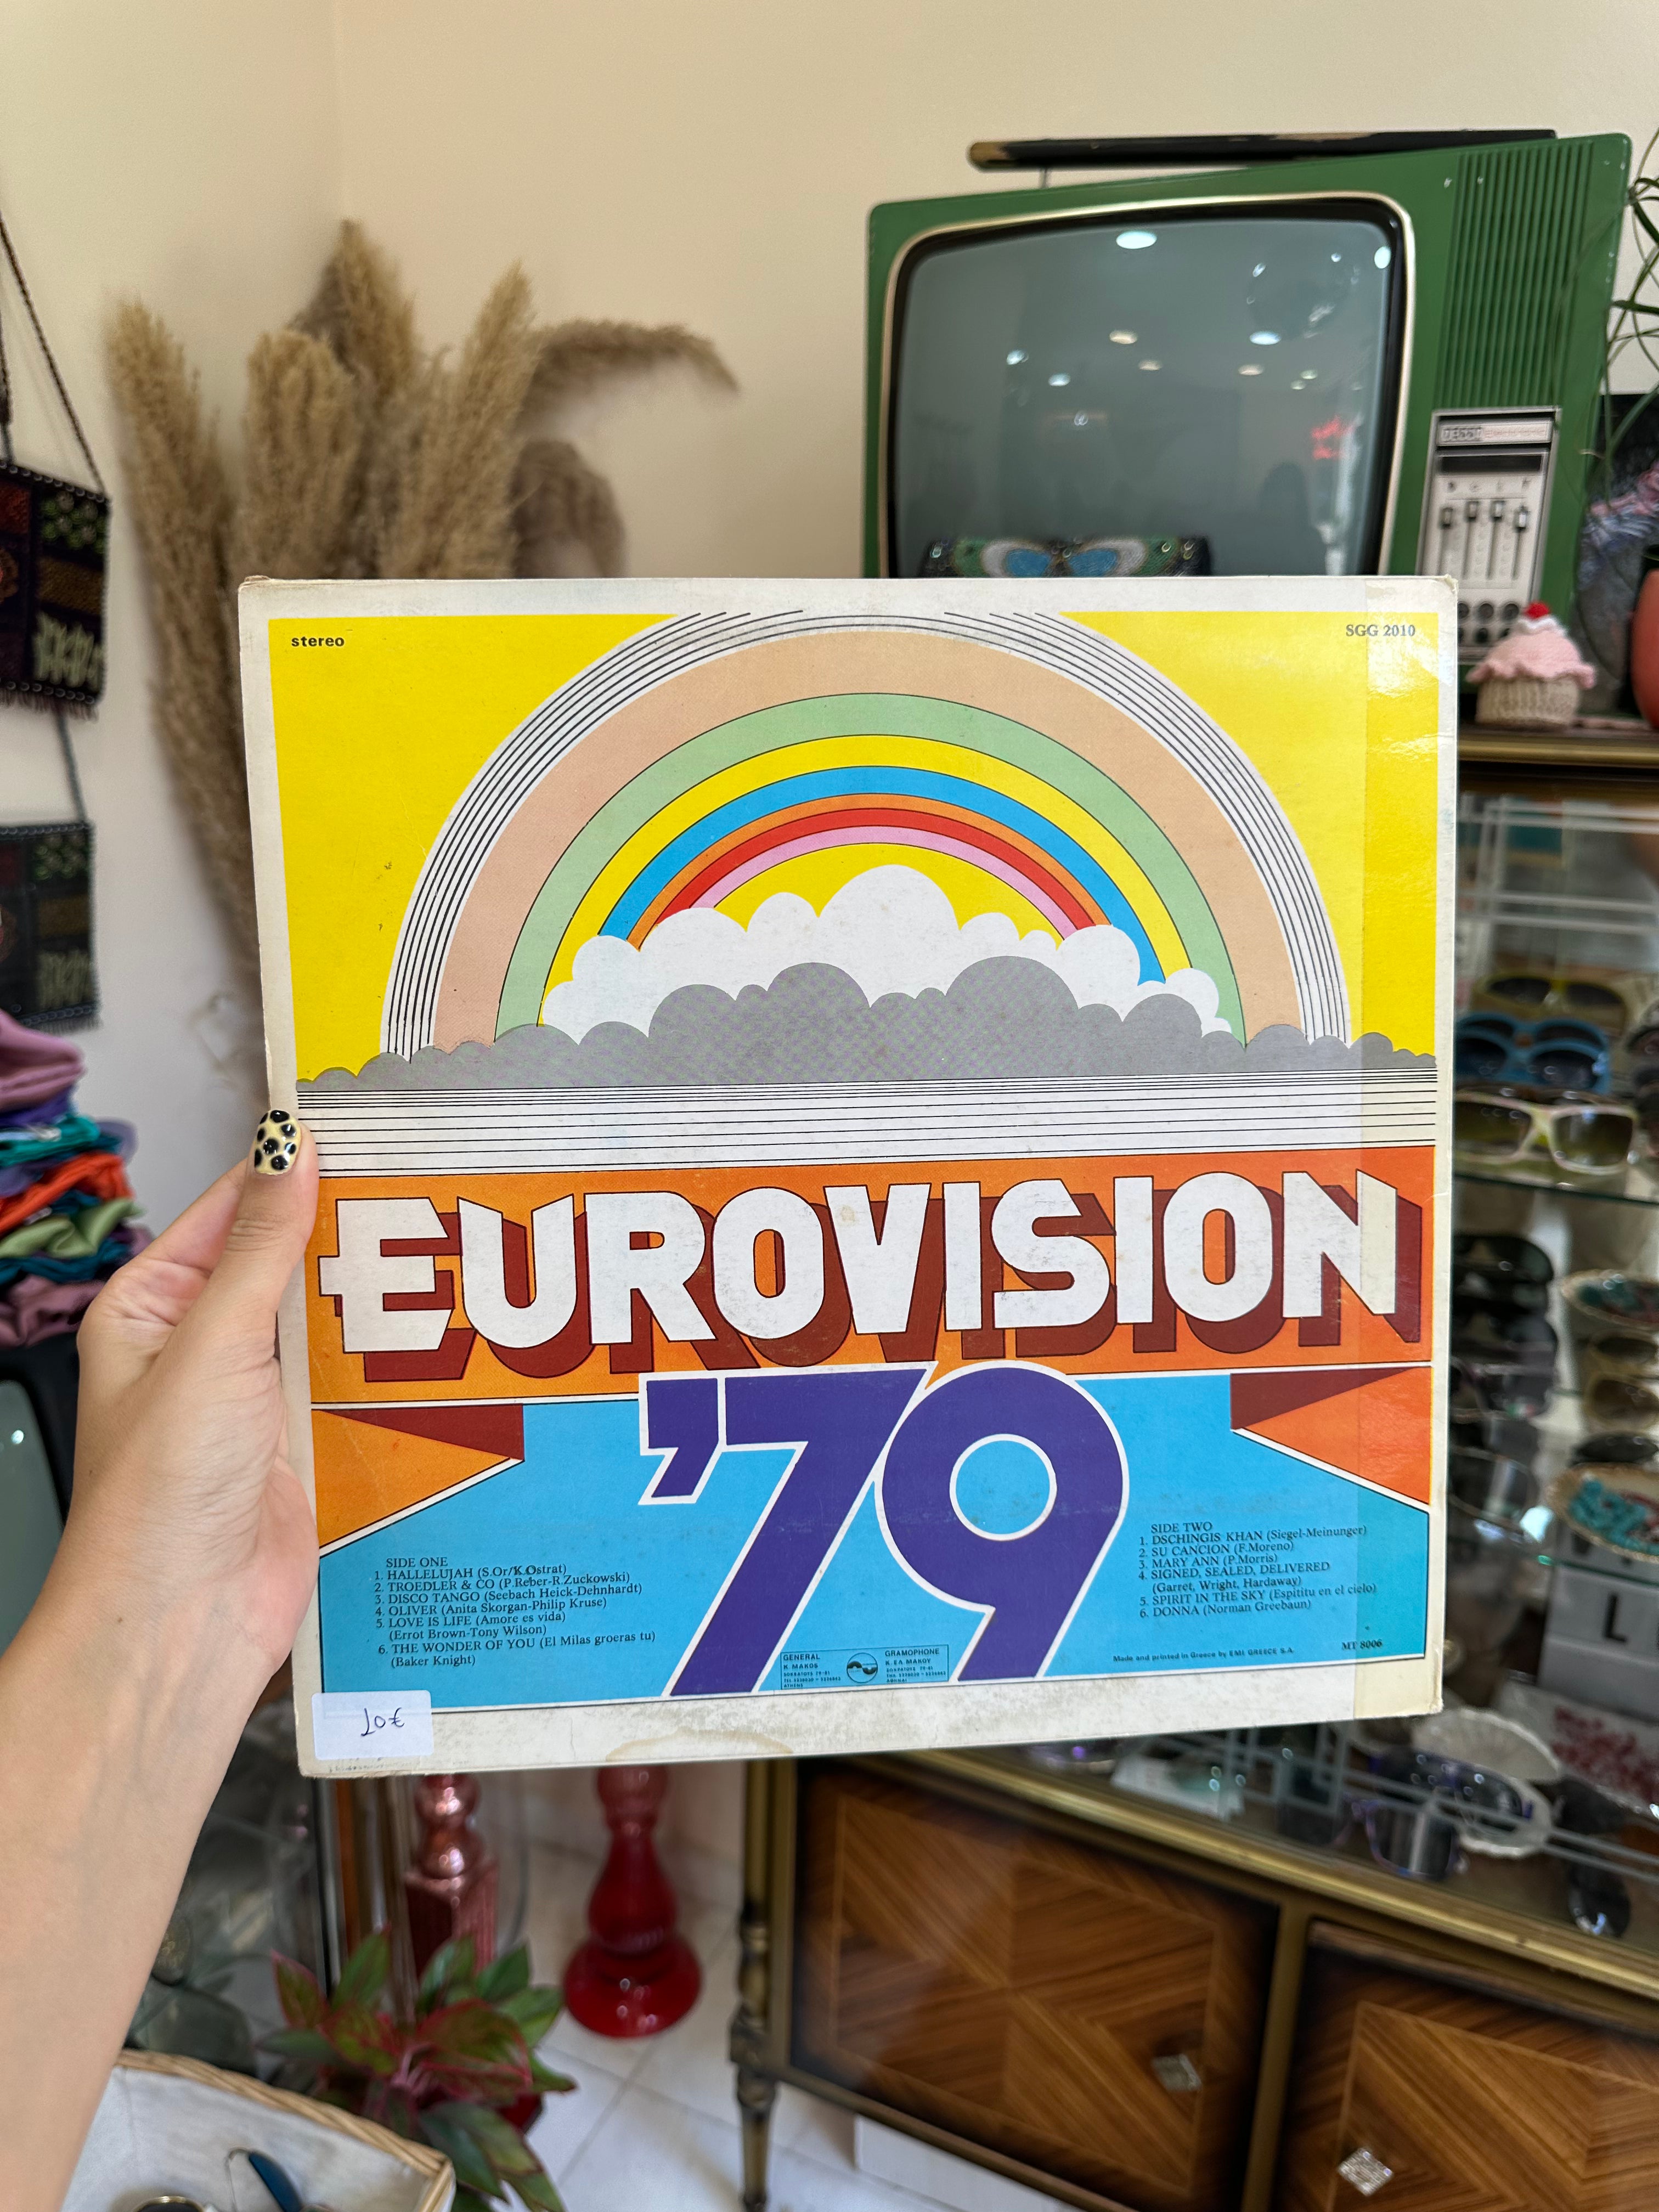 stereo
SGG 2010
EUROVISION
'79
SIDE ONE
1. HALLELUJAH (S.Or/K.Ostrat)
2. TROEDLER & CO (P.Reber-R.Zuckowski)
3. DISCO TANGO (Seebach Heick-Dehnhardt)
4. OLIVER (Anita Skorgan-Philip Kruse)
5. LOVE IS LIFE (Amore es vida)
(Errot Brown-Tony Wilson)
6. THE WONDER OF YOU (El Milas groeras tu)
(Baker Knight)
SIDE TWO
1. DSCHINGIS KHAN (Siegel-Meinunger)
2. SU CANCION (F.Moreno)
3. MARY ANN (P.Morris)
4. SIGNED, SEALED, DELIVERED
(Garret, Wright, Hardaway)
5. SPIRIT IN THE SKY (Espititu en el cielo)
6. DONNA (Norman Greebaun)
GENERAL
K. MAKOS
ATHENS
GRAMOPHONE
K. ΕΛ. ΜΑΚΟΥ
ΑΘΗΝΑΙ
Made and printed in Greece by EMI GREECE S.A.
MT 8006
20€
L